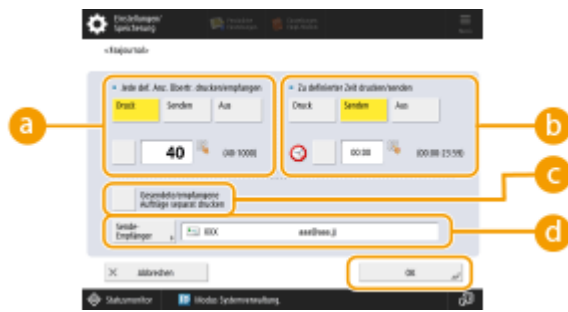 Einstellungen/
Speicherung
<Faxjournal>
Jede def. Anz. Übertr. drucken/empfangen
Druck
Senden
Aus
40
(40-1000)
Zu definierter Zeit drucken/senden
Druck
Senden
Aus
00:00
(00:00-23:59)
a
b
Gesendete/empfangene
Aufträge separat drucken
c
Sende-
Empfänger
XXX
d
Abbrechen
OK
Statusmonitor
Modus Systemverwaltung.